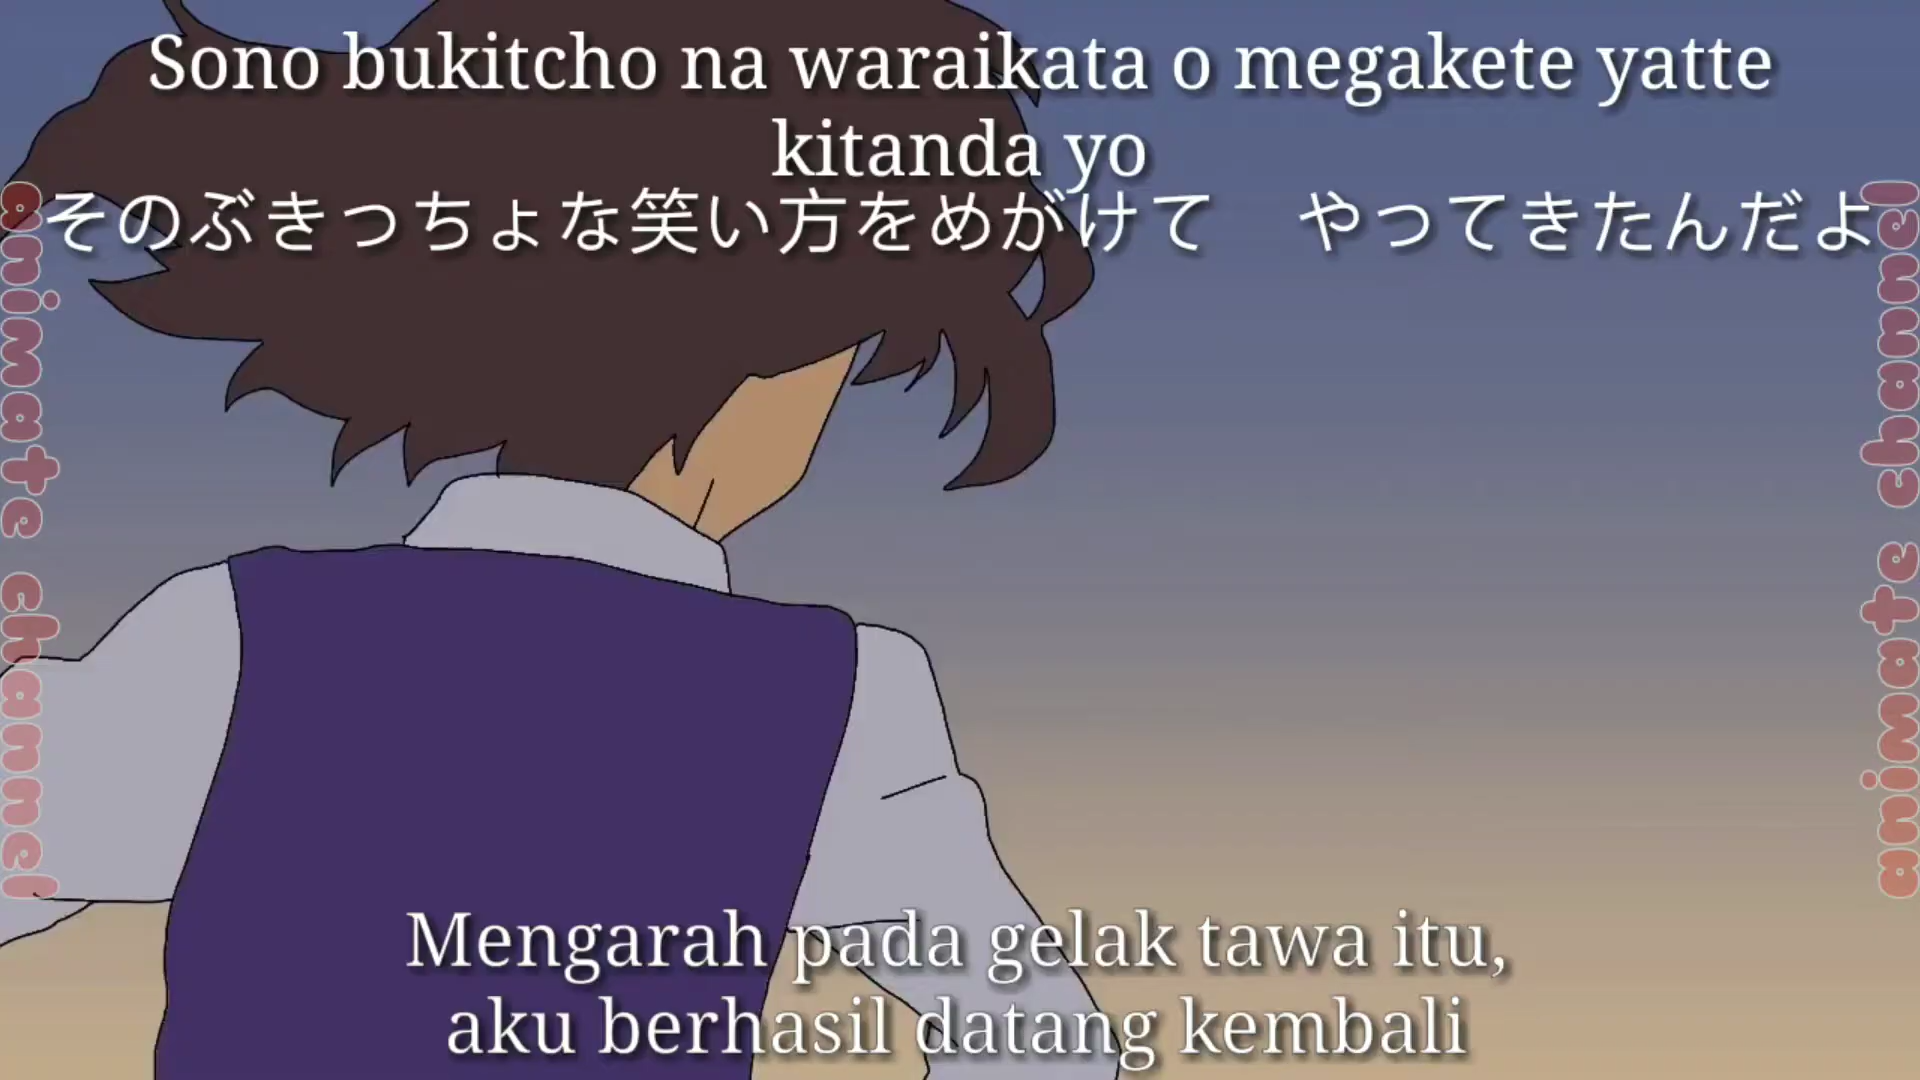 Sono bukitcho na waraikata o megakete yatte
kitanda yo
そのぶきっちょな笑い方をめがけて　やってきたんだよ
animate channel
animate channel
Mengarah pada gelak tawa itu,
aku berhasil datang kembali